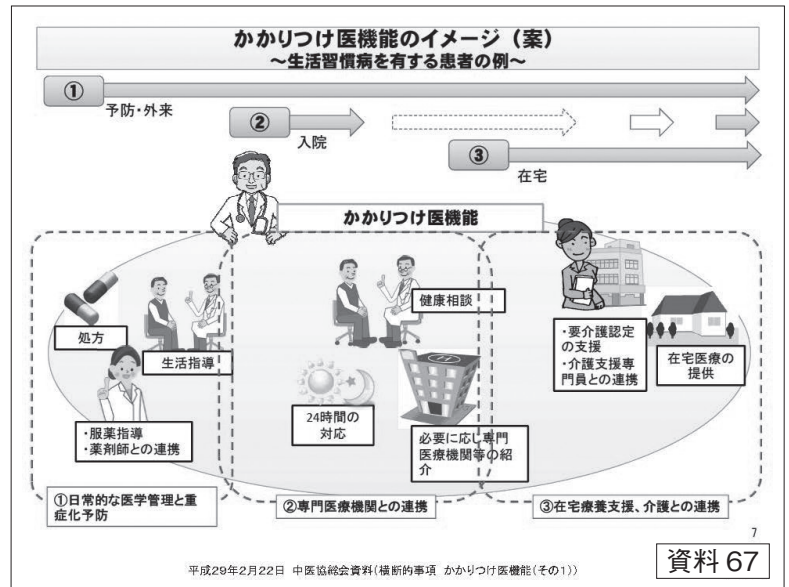 かかりつけ医機能のイメージ（案）
～生活習慣病を有する患者の例～
①
予防・外来
②
入院
③
在宅
かかりつけ医機能
処方
生活指導
・服薬指導
・薬剤師との連携
健康相談
24時間の
対応
必要に応じ専門
医療機関等の紹
介
・要介護認定
の支援
・介護支援専
門員との連携
在宅医療の
提供
①日常的な医学管理と重
症化予防
②専門医療機関との連携
③在宅療養支援、介護との連携
7
平成29年2月22日 中医協総会資料(横断的事項 かかりつけ医機能(その1))
資料 67